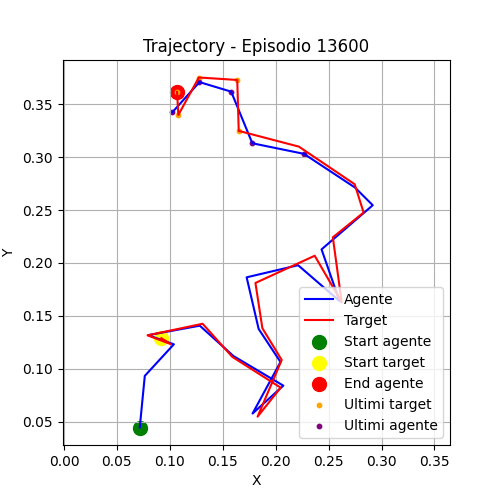 Trajectory - Episodio 13600
Y
0.35
0.30
0.25
0.20
0.15
0.10
0.05
Agente
Target
Start agente
Start target
End agente
Ultimi target
Ultimi agente
0.00 0.05 0.10 0.15 0.20 0.25 0.30 0.35
X